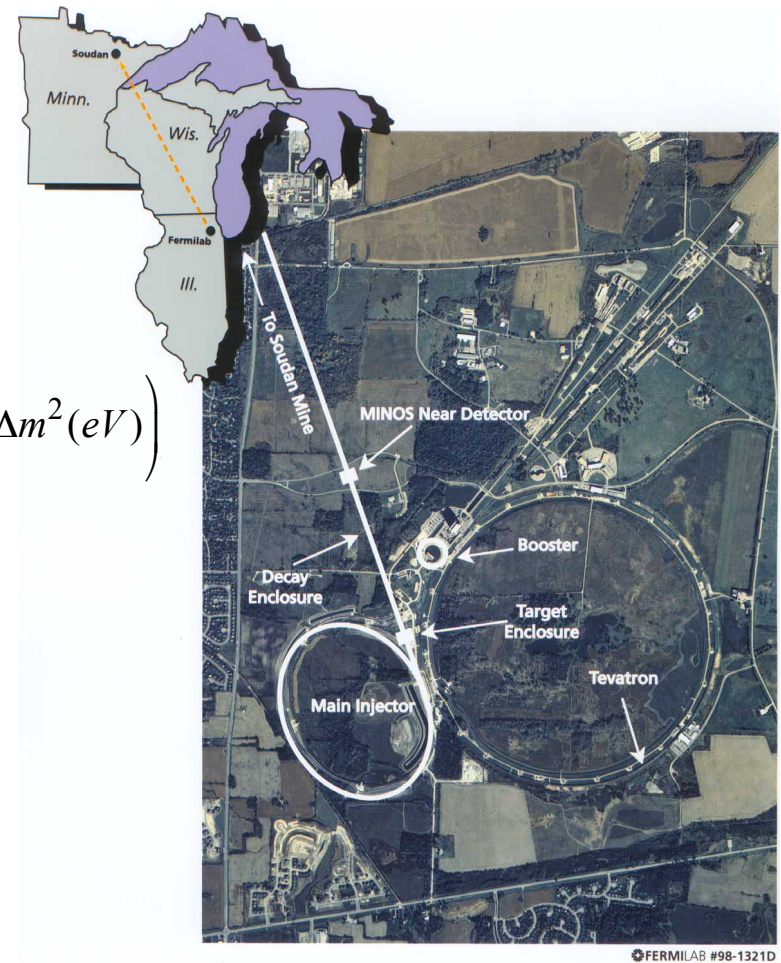 Soudan
Minn.
Wis.
Fermilab
Ill.
To Soudan Mine
Δm²(eV))
MINOS Near Detector
Booster
Decay
Enclosure
Target
Enclosure
Tevatron
Main Injector
FERMILAB #98-1321D